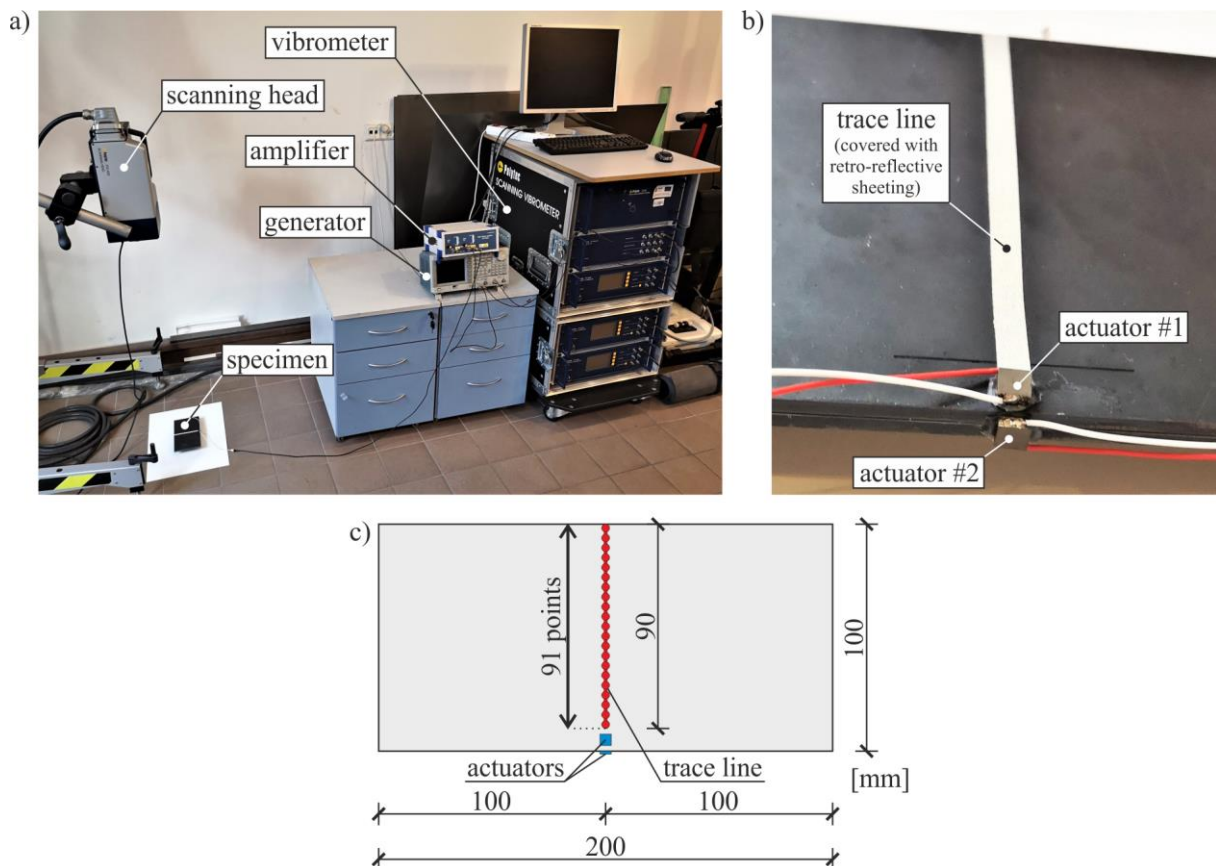 a)
vibrometer
scanning head
amplifier
generator
specimen
Polytec
SCANNING VIBROMETER
b)
trace line
(covered with
retro-reflective
sheeting)
actuator #1
actuator #2
c)
91 points
90
100
actuators
trace line
[mm]
100
100
200